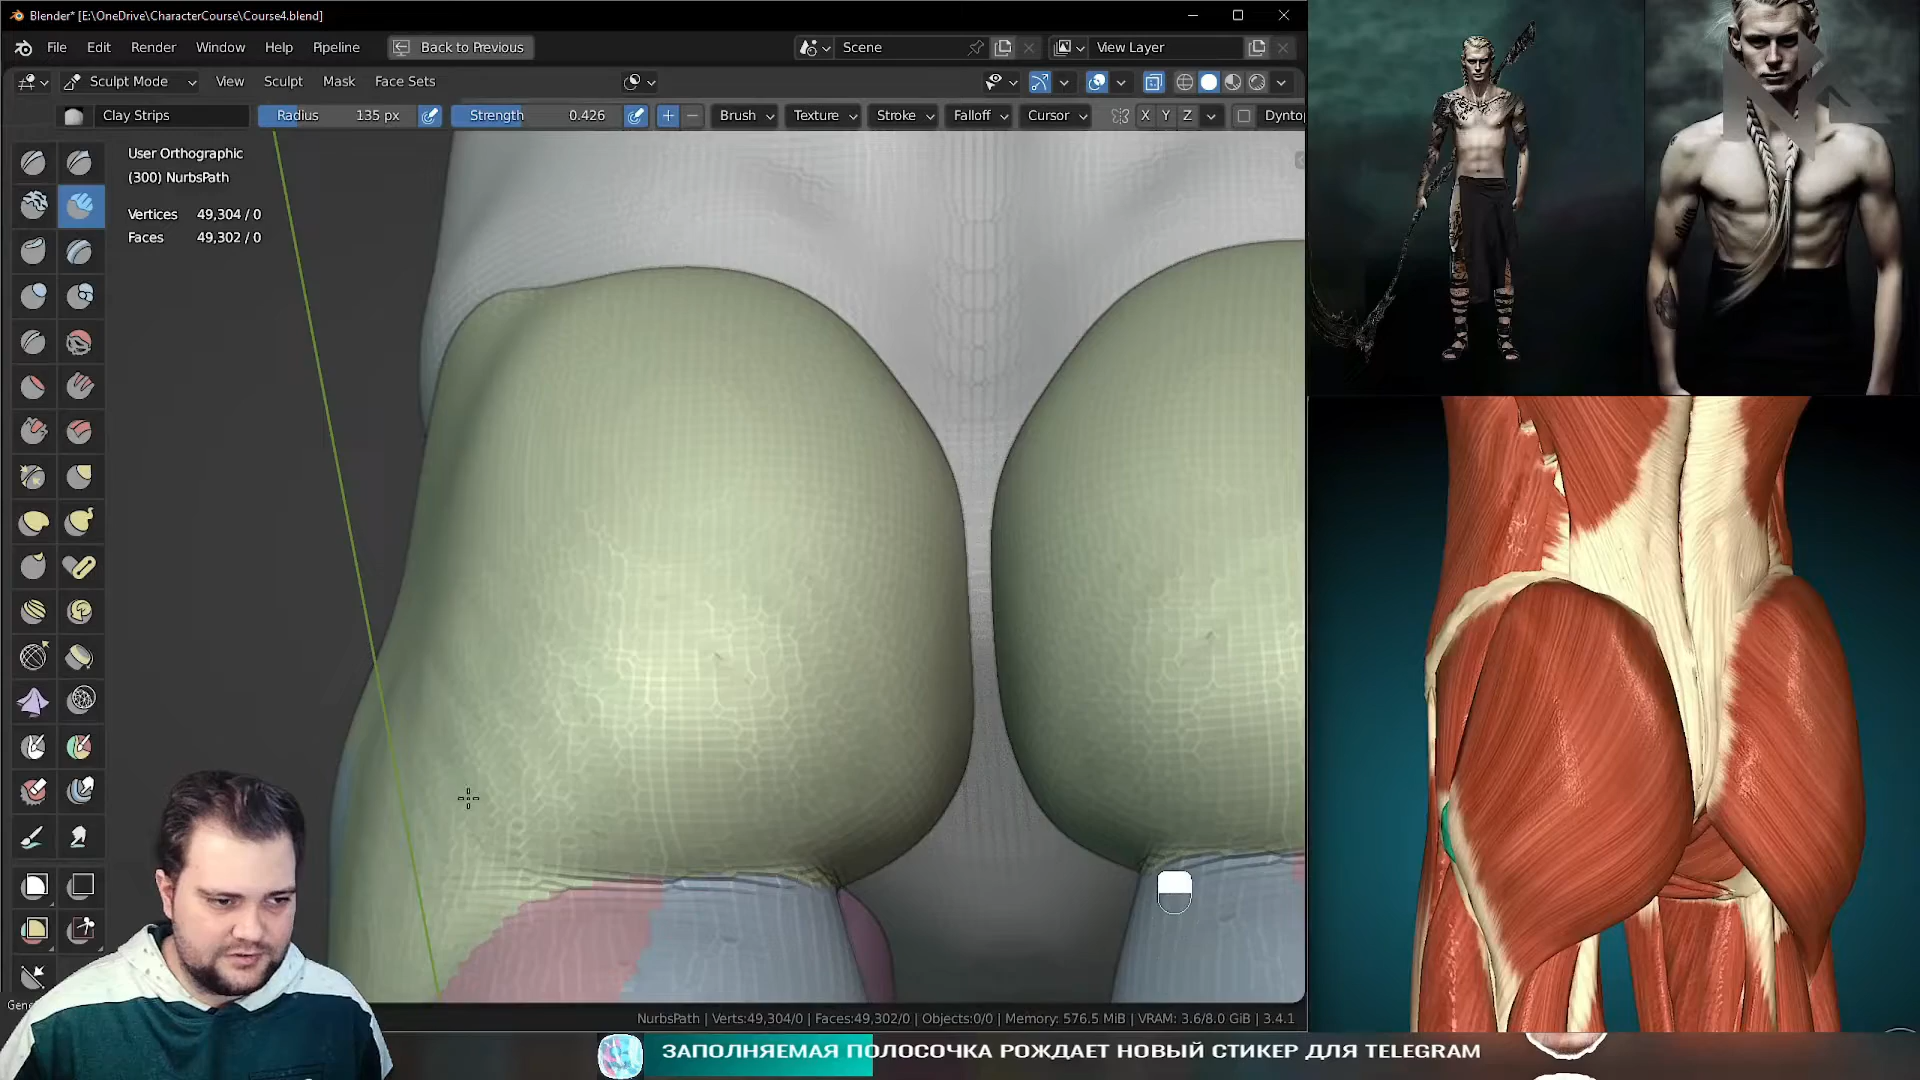 Blender* [E:\OneDrive\CharacterCourse\Course4.blend]
File Edit Render Window Help Pipeline Back to Previous Scene View Layer
Sculpt Mode View Sculpt Mask Face Sets
Clay Strips Radius 135 px Strength 0.426 Brush Texture Stroke Falloff Cursor X Y Z Dyntop
User Orthographic
(300) NurbsPath
Vertices 49,304 / 0
Faces 49,302 / 0
NurbsPath | Verts:49,304/0 | Faces:49,302/0 | Objects:0/0 | Memory: 576.5 MiB | VRAM: 3.6/8.0 GiB | 3.4.1
ЗАПОЛНЯЕМАЯ ПОЛОСОЧКА РОЖДАЕТ НОВЫЙ СТИКЕР ДЛЯ TELEGRAM